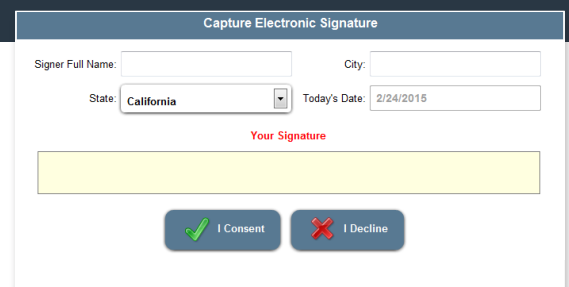 Capture Electronic Signature
Signer Full Name: City:
State: California Today's Date: 2/24/2015
Your Signature
I Consent I Decline